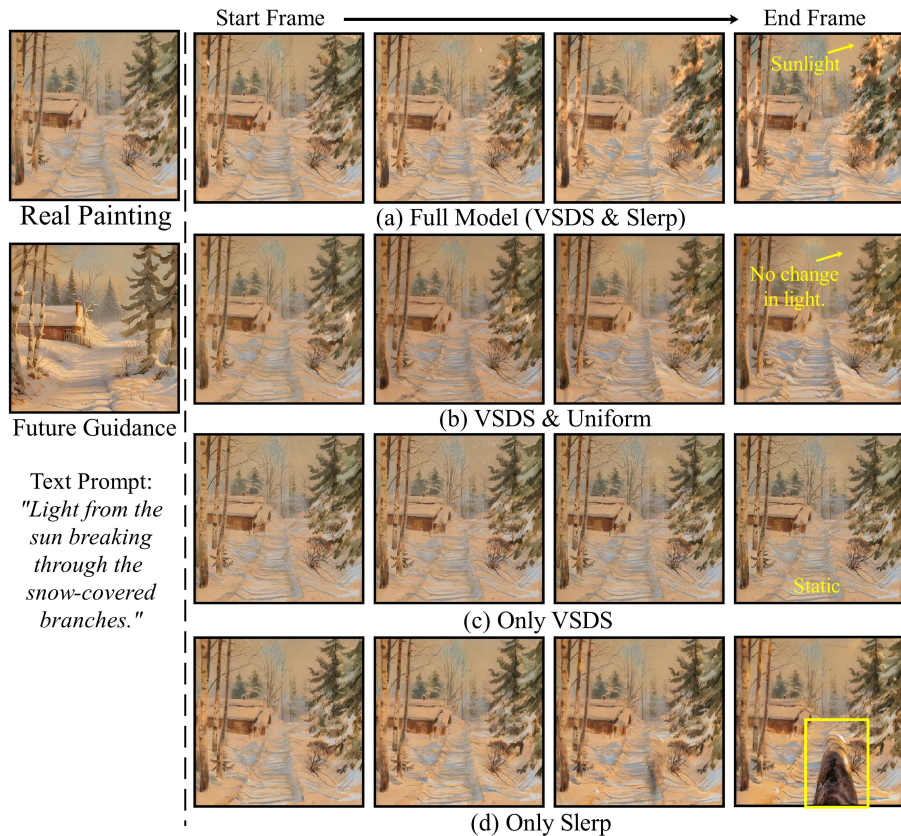 Start Frame
End Frame
Real Painting
Sunlight
(a) Full Model (VSDS & Slerp)
Future Guidance
No change
in light.
(b) VSDS & Uniform
Text Prompt:
"Light from the
sun breaking
through the
snow-covered
branches."
Static
(c) Only VSDS
(d) Only Slerp